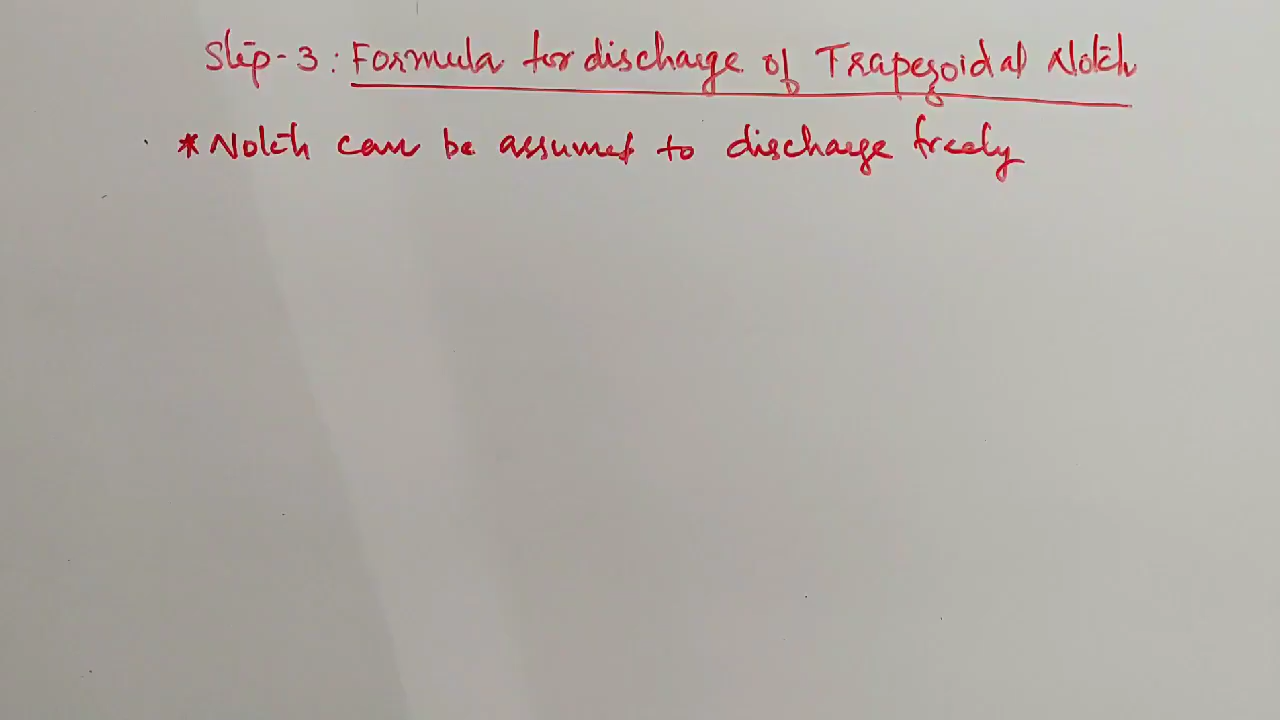 Step-3: Formula for discharge of Trapezoidal Notch
* Notch can be assumed to discharge freely